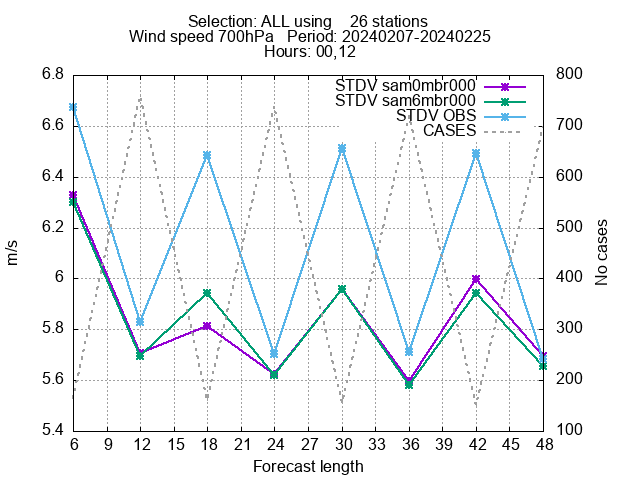 Selection: ALL using    26 stations
Wind speed 700hPa   Period: 20240207-20240225
Hours: 00,12
STDV sam0mbr000
STDV sam6mbr000
STDV OBS
CASES
6.8
6.6
6.4
6.2
6
5.8
5.6
5.4
m/s
800
700
600
500
400
300
200
100
No cases
6 9 12 15 18 21 24 27 30 33 36 39 42 45 48
Forecast length